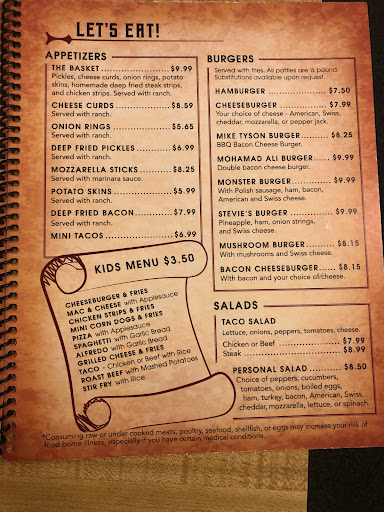 LET'S EAT!
APPETIZERS
THE BASKET $9.99
Pickles, cheese curds, onion rings, potato
skins, homemade deep fried steak strips,
and chicken strips. Served with ranch.
CHEESE CURDS $8.59
Served with ranch.
ONION RINGS $5.65
Served with ranch.
DEEP FRIED PICKLES $6.99
Served with ranch.
MOZZARELLA STICKS $8.25
Served with marinara sauce.
POTATO SKINS $5.99
Served with ranch.
DEEP FRIED BACON $7.99
Served with ranch.
MINI TACOS $6.99
KIDS MENU $3.50
CHEESEBURGER & FRIES
MAC & CHEESE with Applesauce
CHICKEN STRIPS & FRIES
MINI CORN DOGS & FRIES
PIZZA with Applesauce
SPAGHETTI with Garlic Bread
ALFREDO with Garlic Bread
GRILLED CHEESE & FRIES
TACO - Chicken or Beef with Rice
ROAST BEEF with Mashed Potatoes
STIR FRY with Rice
BURGERS
Served with fries. All patties are ½ pound.
Substitutions available upon request.
HAMBURGER $7.50
CHEESEBURGER $7.99
Your choice of cheese - American, Swiss,
cheddar, mozzarella, or pepper jack.
MIKE TYSON BURGER $8.25
BBQ Bacon Cheese Burger.
MOHAMAD ALI BURGER $9.99
Double bacon cheese burger.
MONSTER BURGER $9.99
With Polish sausage, ham, bacon,
American and Swiss cheese.
STEVIE'S BURGER $9.99
Pineapple, ham, onion strings,
and Swiss cheese.
MUSHROOM BURGER $8.15
With mushrooms and Swiss cheese.
BACON CHEESEBURGER $8.15
With bacon and your choice of cheese.
SALADS
TACO SALAD
Lettuce, onions, peppers, tomatoes, cheese.
Chicken or Beef $7.99
Steak $8.99
PERSONAL SALAD $8.50
Choice of peppers, cucumbers,
tomatoes, onions, boiled eggs,
ham, turkey, bacon, American, Swiss,
cheddar, mozzarella, lettuce, or spinach.
*Consuming raw or under cooked meats, poultry, seafood, shellfish, or eggs may increase your risk of
food-borne illness, especially if you have certain medical conditions.